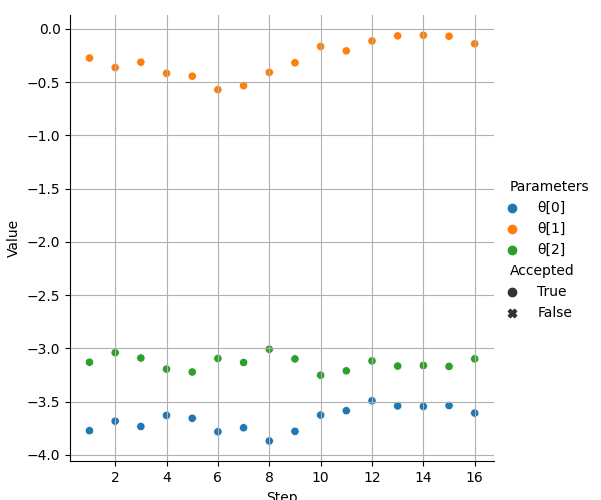 0.0
−0.5
−1.0
−1.5
−2.0
−2.5
−3.0
−3.5
−4.0
Value
2 4 6 8 10 12 14 16
Step
Parameters
θ[0]
θ[1]
θ[2]
Accepted
True
False